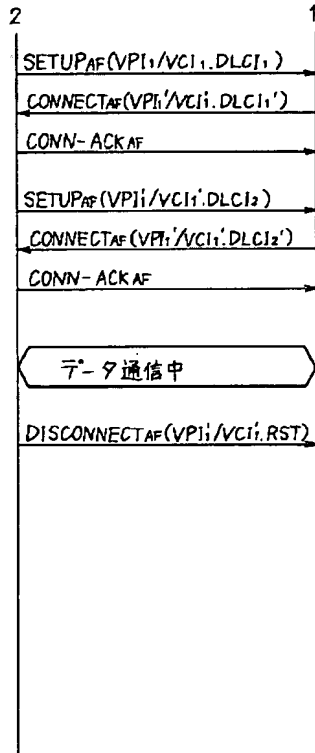 2 1
SETUPAF(VPI₁/VCI₁.DLCI₁)
CONNECTAF(VPI₁'/VCI₁'.DLCI₁')
CONN-ACKAF
SETUPAF(VPI₁'/VCI₁'.DLCI₂)
CONNECTAF(VPI₁'/VCI₁'.DLCI₂')
CONN-ACKAF
データ通信中
DISCONNECTAF(VPI₁'/VCI₁'.RST)